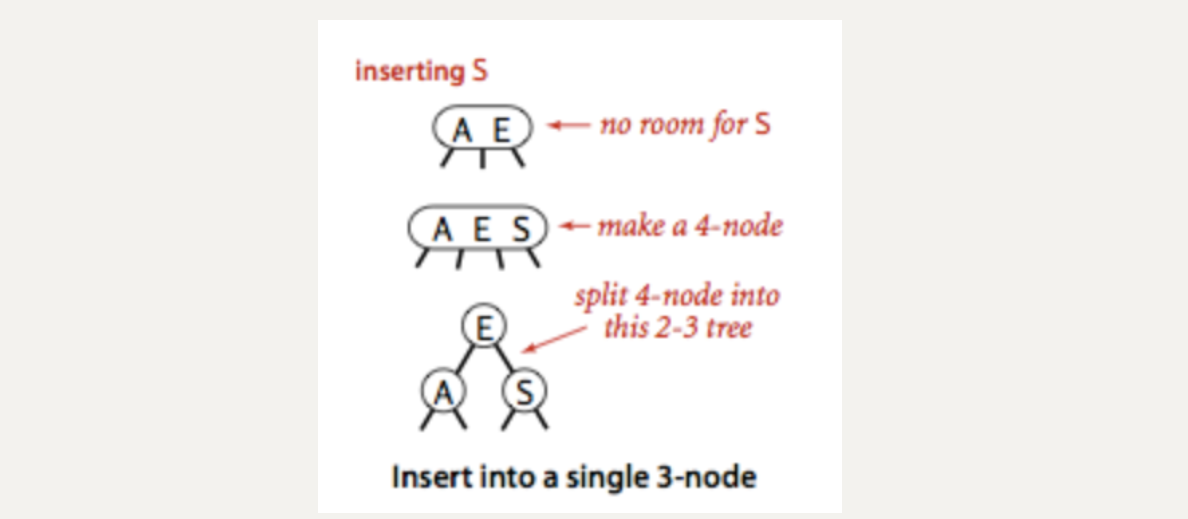 inserting S
A E
no room for S
A E S
make a 4-node
split 4-node into
this 2-3 tree
E
A S
Insert into a single 3-node